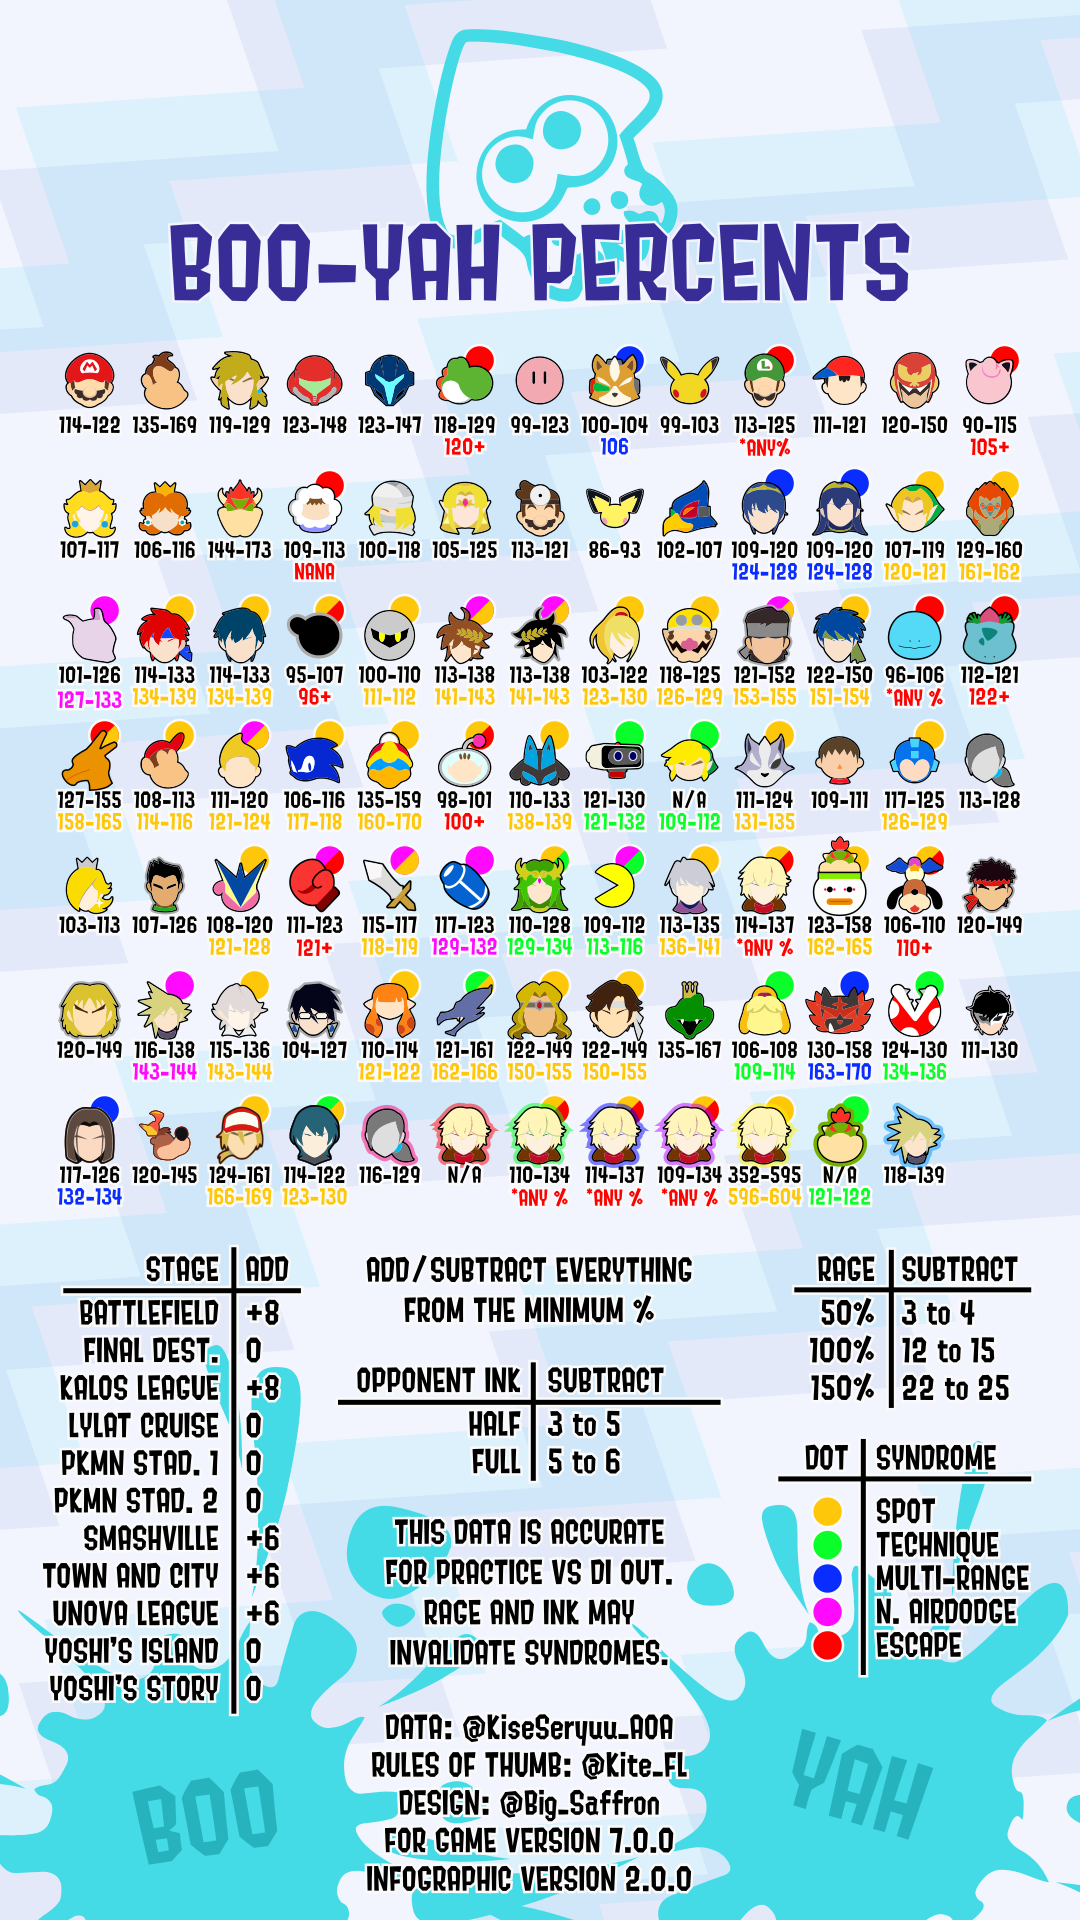 BOO-YAH PERCENTS
114-122 135-169 119-129 123-148 123-147 118-129 99-123 100-104 99-103 113-125 111-121 120-150 90-115
120+ 106 *ANY% 105+
107-117 106-116 144-173 109-113 100-118 105-125 113-121 86-93 102-107 109-120 109-120 107-119 129-160
NANA 124-128 124-128 120-121 161-162
101-126 114-133 114-133 95-107 100-110 113-138 113-138 103-122 118-125 121-152 122-150 96-106 112-121
127-133 134-139 134-139 96+ 111-112 141-143 141-143 123-130 126-129 153-155 151-154 *ANY % 122+
127-155 108-113 111-120 106-116 135-159 98-101 110-133 121-130 N/A 111-124 109-111 117-125 113-128
158-165 114-116 121-124 117-118 160-170 100+ 138-139 121-132 109-112 131-135 126-129
103-113 107-126 108-120 111-123 115-117 117-123 110-128 109-112 113-135 114-137 123-158 106-110 120-149
121-128 121+ 118-119 129-132 129-134 113-116 136-141 *ANY % 162-165 110+
120-149 116-138 115-136 104-127 110-114 121-161 122-149 122-149 135-167 106-108 130-158 124-130 111-130
143-144 143-144 121-122 162-166 150-155 150-155 109-114 163-170 134-136
117-126 120-145 124-161 114-122 116-129 N/A 110-134 114-137 109-134 352-595 N/A 118-139
132-134 166-169 123-130 *ANY % *ANY % *ANY % 596-604 121-122
STAGE ADD
BATTLEFIELD +8
FINAL DEST. 0
KALOS LEAGUE +8
LYLAT CRUISE 0
PKMN STAD. 1 0
PKMN STAD. 2 0
SMASHVILLE +6
TOWN AND CITY +6
UNOVA LEAGUE +6
YOSHI'S ISLAND 0
YOSHI'S STORY 0
ADD/SUBTRACT EVERYTHING
FROM THE MINIMUM %
OPPONENT INK SUBTRACT
HALF 3 to 5
FULL 5 to 6
THIS DATA IS ACCURATE
FOR PRACTICE VS DI OUT.
RAGE AND INK MAY
INVALIDATE SYNDROMES.
RAGE SUBTRACT
50% 3 to 4
100% 12 to 15
150% 22 to 25
DOT SYNDROME
SPOT
TECHNIQUE
MULTI-RANGE
N. AIRDODGE
ESCAPE
DATA: @KiseSeryuu_AOA
RULES OF THUMB: @Kite_FL
DESIGN: @Big_Saffron
FOR GAME VERSION 7.0.0
INFOGRAPHIC VERSION 2.0.0
BOO
YAH